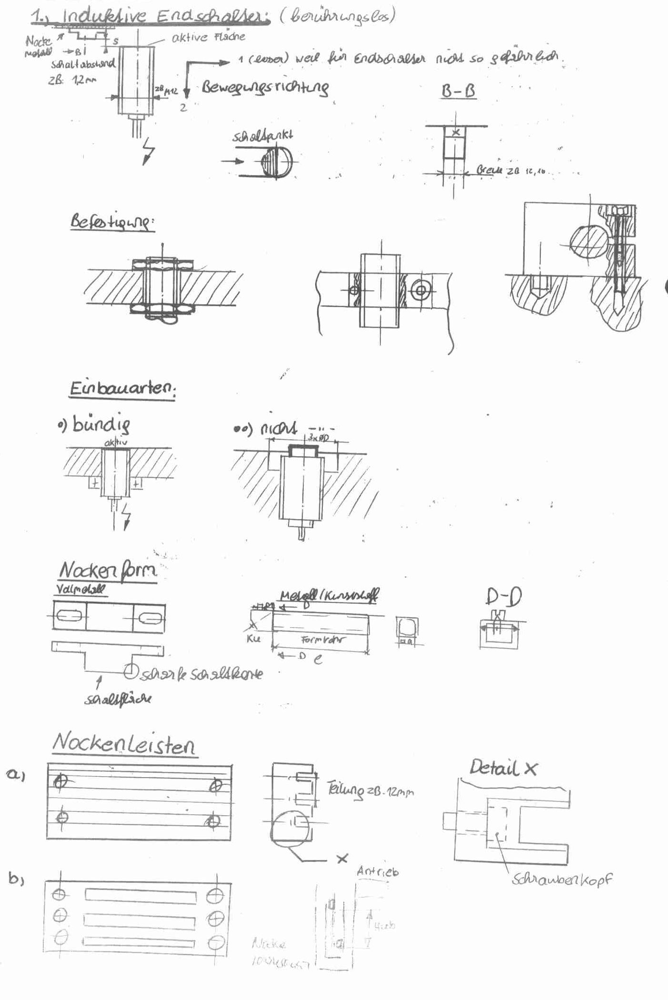 1., Induktive Endschalter: (berührungslos)
aktive Fläche
Nocke
Metall
→B
s
Schaltabstand
zB: 1,2mm
1 (besser) weil für Endschalter nicht so gefährlich.
zB M12
Bewegungsrichtung
2
B-B
Schaltpunkt
x
Breite zB 12,16
Befestigung:
Einbauarten:
•) bündig
••) nicht -"-
aktiv
3xØD
Nockenform
Vollmetall
Metall/Kunststoff
D-D
D
Ku
Formrohr
□a
D
e
scharfe Schaltkante
Schaltfläche
Nockenleisten
a)
Teilung zB. 12mm
Detail X
X
Schraubenkopf
b)
Antrieb
Hieb
Nocke